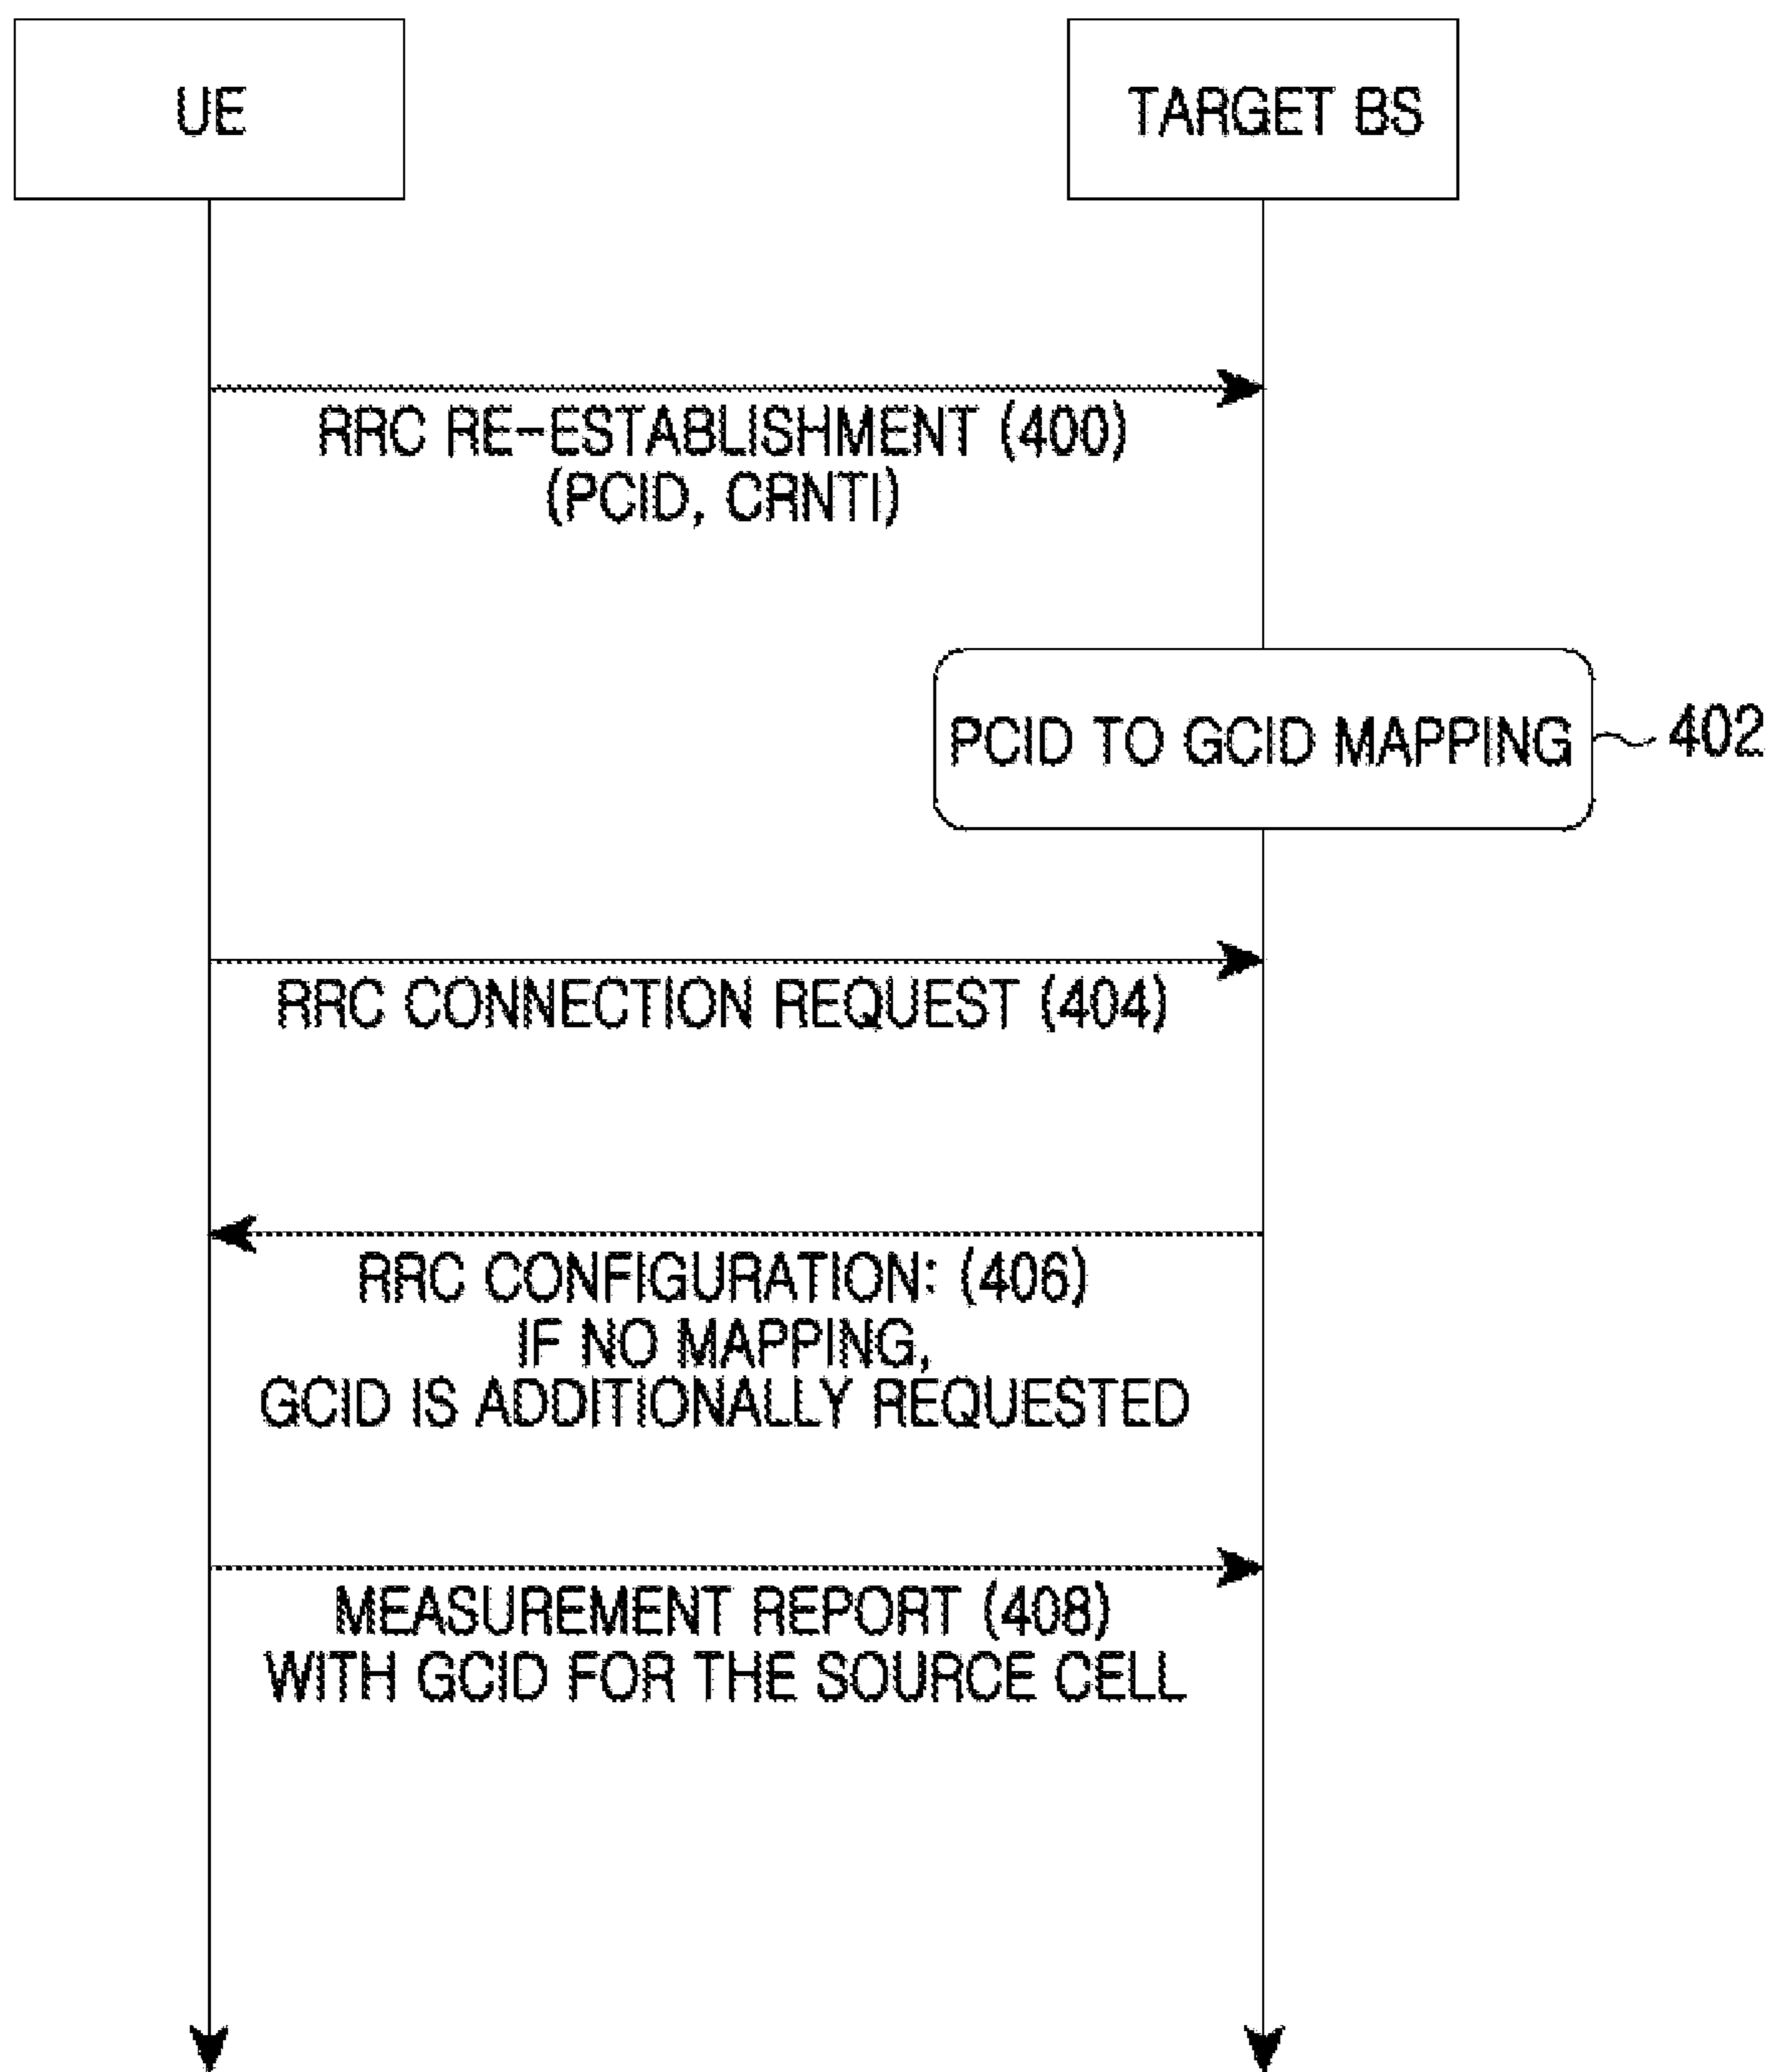 UE
TARGET BS
RRC RE-ESTABLISHMENT (400)
(PCID, CRNTI)
PCID TO GCID MAPPING
402
RRC CONNECTION REQUEST (404)
RRC CONFIGURATION: (406)
IF NO MAPPING,
GCID IS ADDITIONALLY REQUESTED
MEASUREMENT REPORT (408)
WITH GCID FOR THE SOURCE CELL